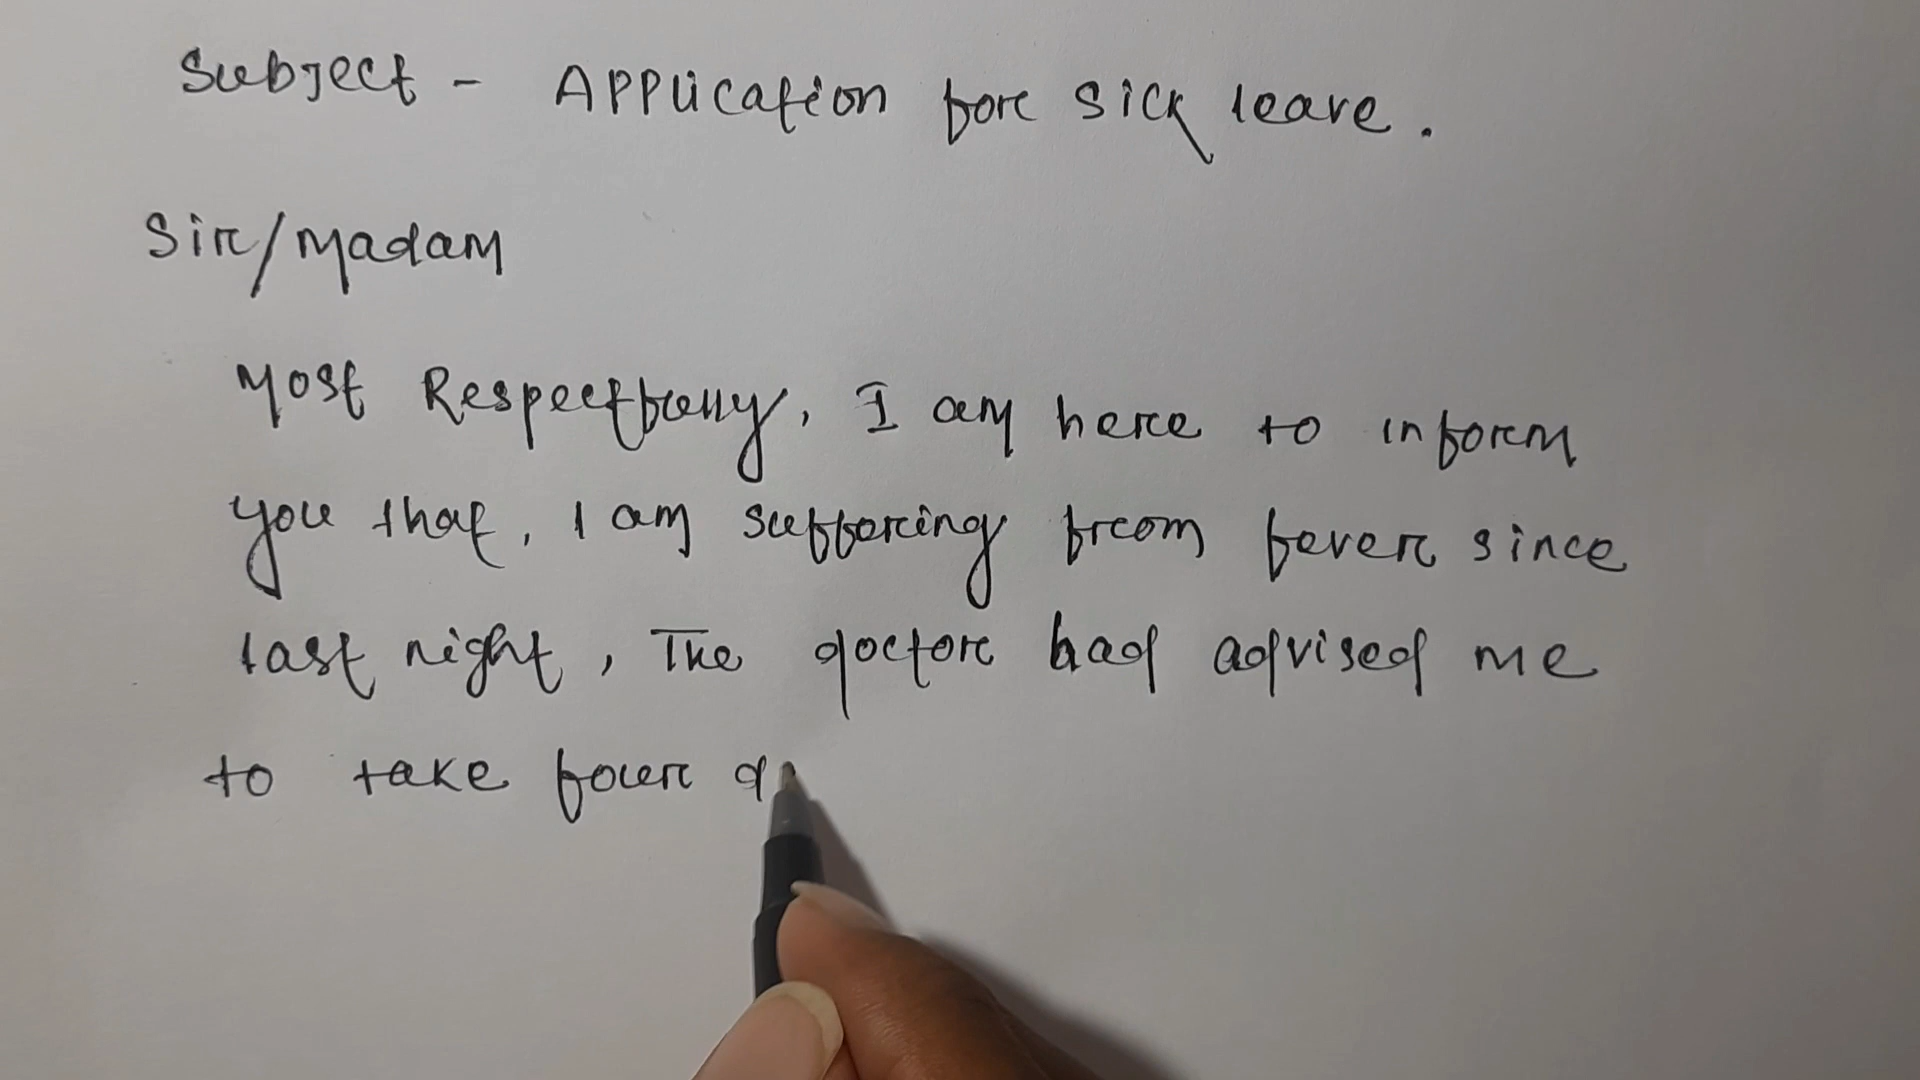 Subject - Application for sick leave.
Sir/Madam
Most Respectfully, I am here to inform
you that, I am suffering from fever since
last night, The doctor had advised me
to take four d